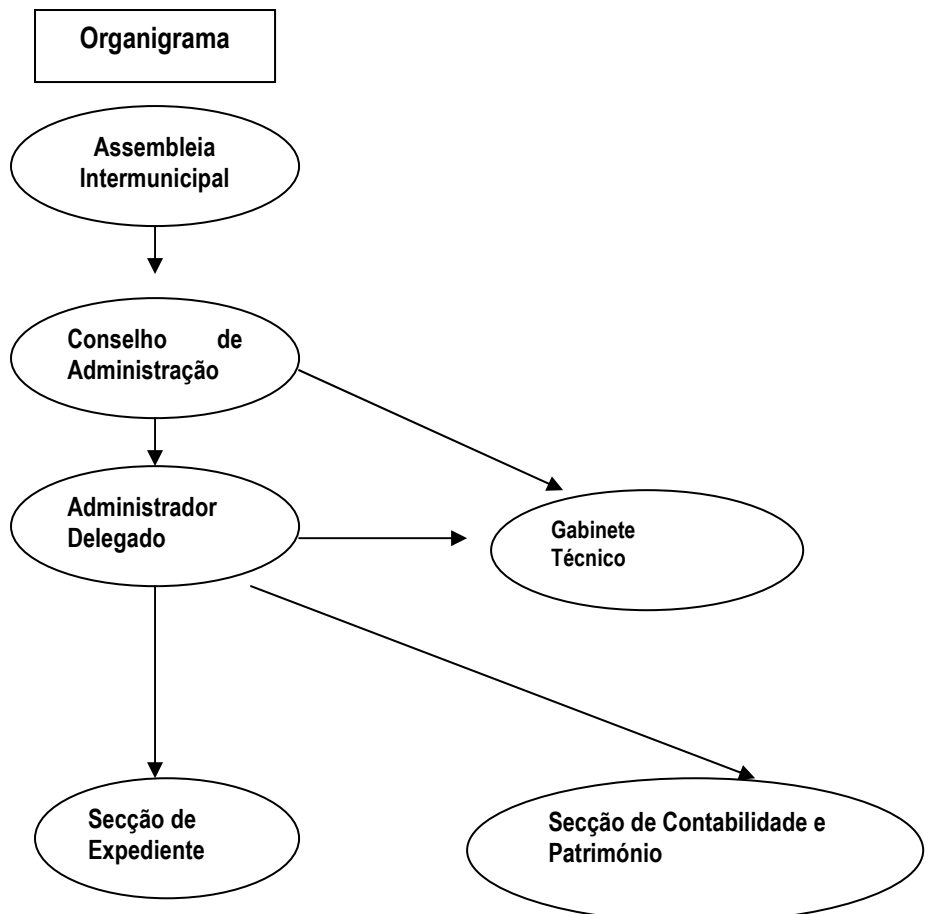 Organigrama
Assembleia
Intermunicipal
Conselho de
Administração
Administrador
Delegado
Gabinete
Técnico
Secção de
Expediente
Secção de Contabilidade e
Património